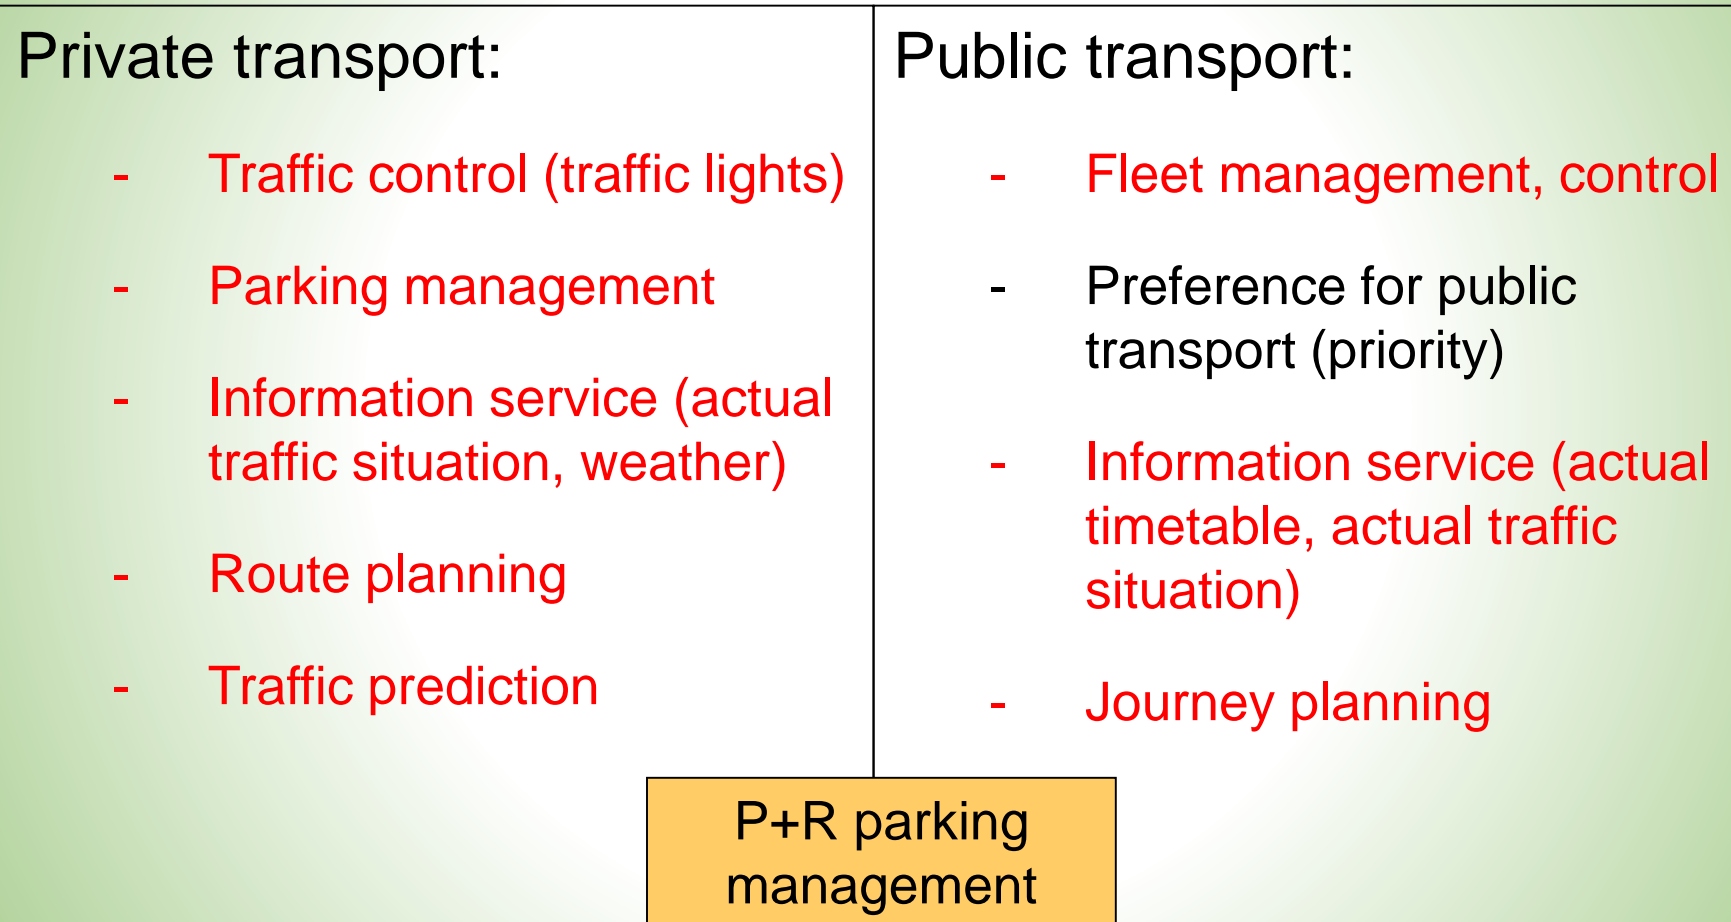 Private transport:
- Traffic control (traffic lights)
- Parking management
- Information service (actual
traffic situation, weather)
- Route planning
- Traffic prediction
Public transport:
- Fleet management, control
- Preference for public
transport (priority)
- Information service (actual
timetable, actual traffic
situation)
- Journey planning
P+R parking
management